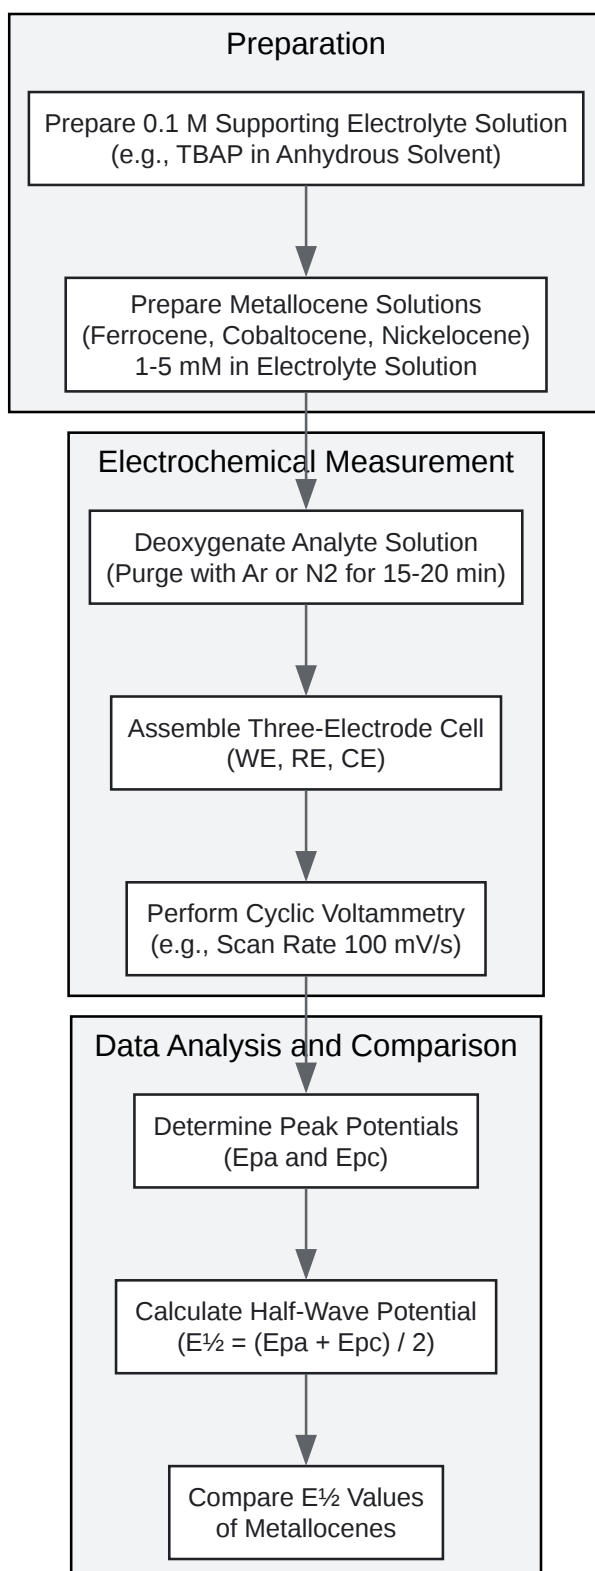 Preparation
Prepare 0.1 M Supporting Electrolyte Solution
(e.g., TBAP in Anhydrous Solvent)
Prepare Metallocene Solutions
(Ferrocene, Cobaltocene, Nickelocene)
1-5 mM in Electrolyte Solution
Electrochemical Measurement
Deoxygenate Analyte Solution
(Purge with Ar or N2 for 15-20 min)
Assemble Three-Electrode Cell
(WE, RE, CE)
Perform Cyclic Voltammetry
(e.g., Scan Rate 100 mV/s)
Data Analysis and Comparison
Determine Peak Potentials
(Epa and Epc)
Calculate Half-Wave Potential
(E½ = (Epa + Epc) / 2)
Compare E½ Values
of Metallocenes